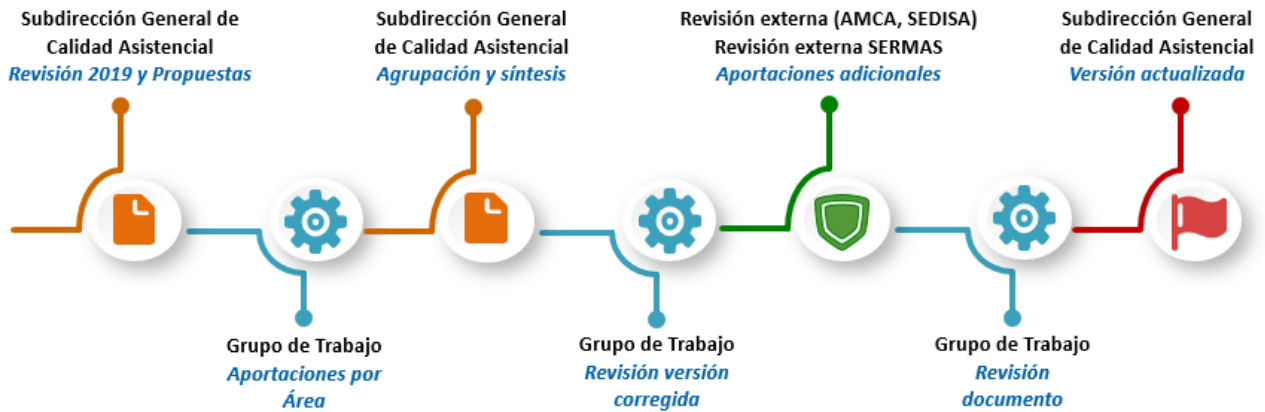 Subdirección General de
Calidad Asistencial
Revisión 2019 y Propuestas
Grupo de Trabajo
Aportaciones por
Área
Subdirección General
de Calidad Asistencial
Agrupación y síntesis
Grupo de Trabajo
Revisión versión
corregida
Revisión externa (AMCA, SEDISA)
Revisión externa SERMAS
Aportaciones adicionales
Grupo de Trabajo
Revisión
documento
Subdirección General
de Calidad Asistencial
Versión actualizada